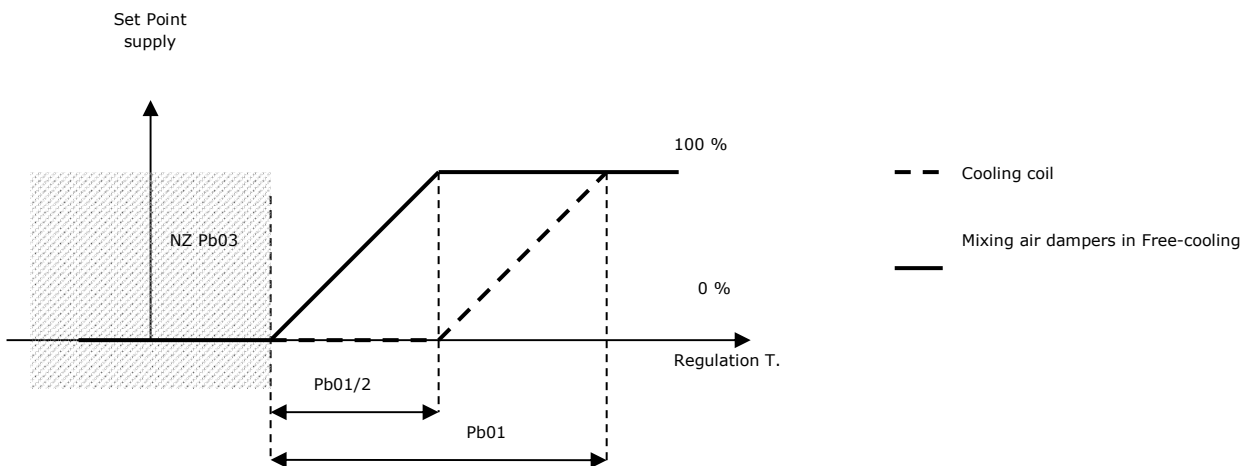 Set Point
supply
100 %
Cooling coil
NZ Pb03
Mixing air dampers in Free-cooling
0 %
Regulation T.
Pb01/2
Pb01